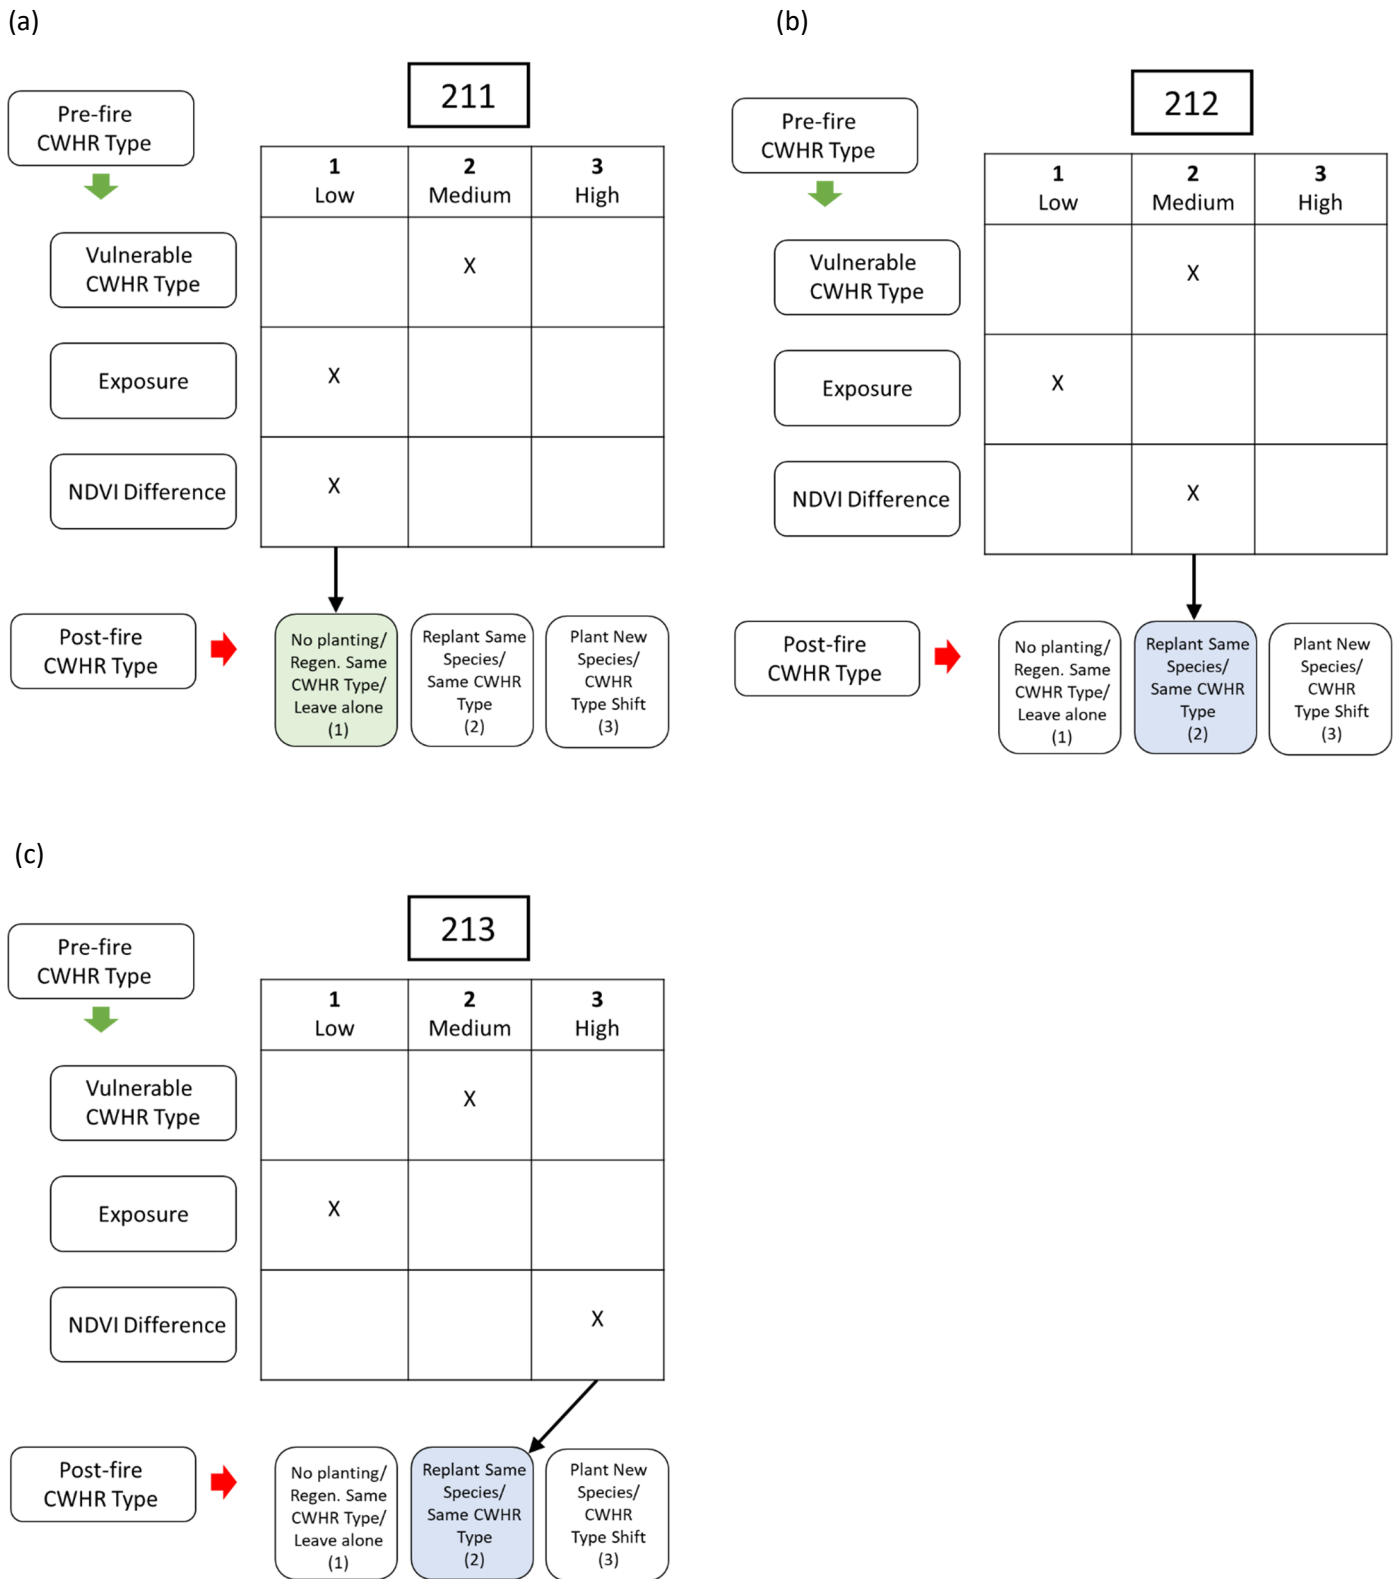 (a)
211
Pre-fire
CWHR Type
1
Low
2
Medium
3
High
Vulnerable
CWHR Type
X
Exposure
X
NDVI Difference
X
Post-fire
CWHR Type
No planting/
Regen. Same
CWHR Type/
Leave alone
(1)
Replant Same
Species/
Same CWHR
Type
(2)
Plant New
Species/
CWHR
Type Shift
(3)
(b)
212
Pre-fire
CWHR Type
1
Low
2
Medium
3
High
Vulnerable
CWHR Type
X
Exposure
X
NDVI Difference
X
Post-fire
CWHR Type
No planting/
Regen. Same
CWHR Type/
Leave alone
(1)
Replant Same
Species/
Same CWHR
Type
(2)
Plant New
Species/
CWHR
Type Shift
(3)
(c)
213
Pre-fire
CWHR Type
1
Low
2
Medium
3
High
Vulnerable
CWHR Type
X
Exposure
X
NDVI Difference
X
Post-fire
CWHR Type
No planting/
Regen. Same
CWHR Type/
Leave alone
(1)
Replant Same
Species/
Same CWHR
Type
(2)
Plant New
Species/
CWHR
Type Shift
(3)